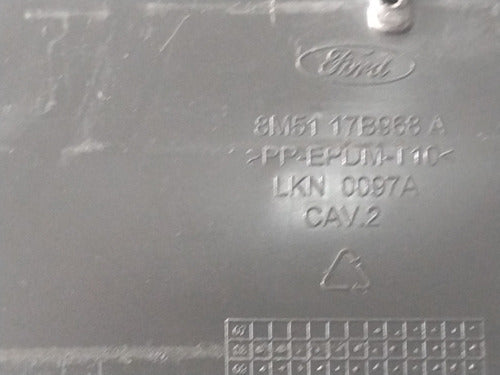 Ford
8M51 17B968 A
>PP-EPDM-T10<
LKN 0097A
CAV.2